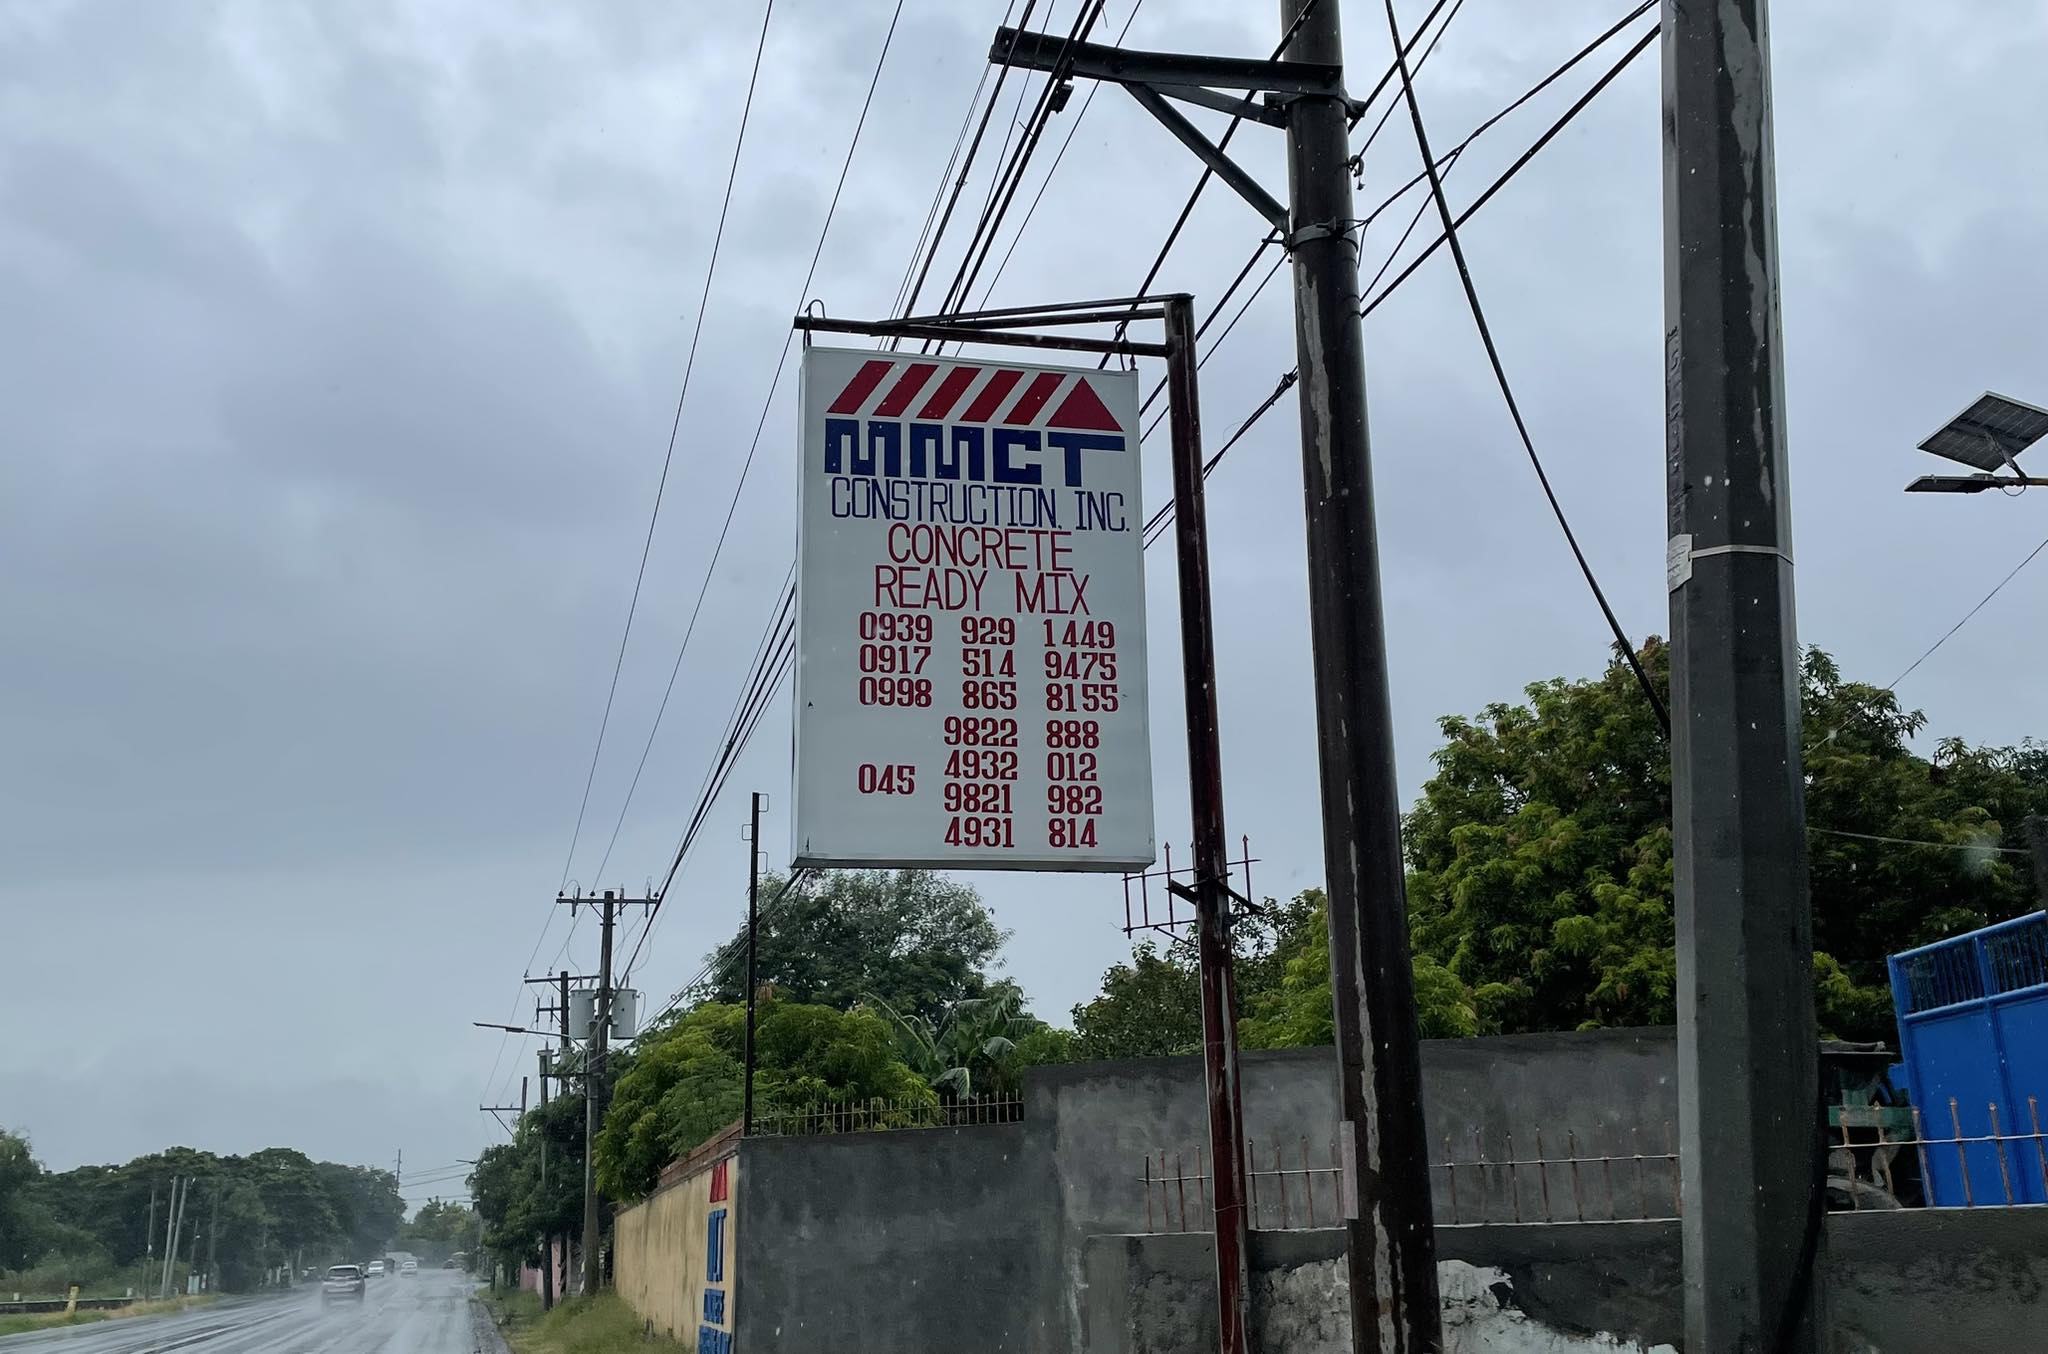 MMCT
CONSTRUCTION, INC.
CONCRETE
READY MIX
0939 929 1449
0917 514 9475
0998 865 8155
9822 888
4932 012
045
9821 982
4931 814